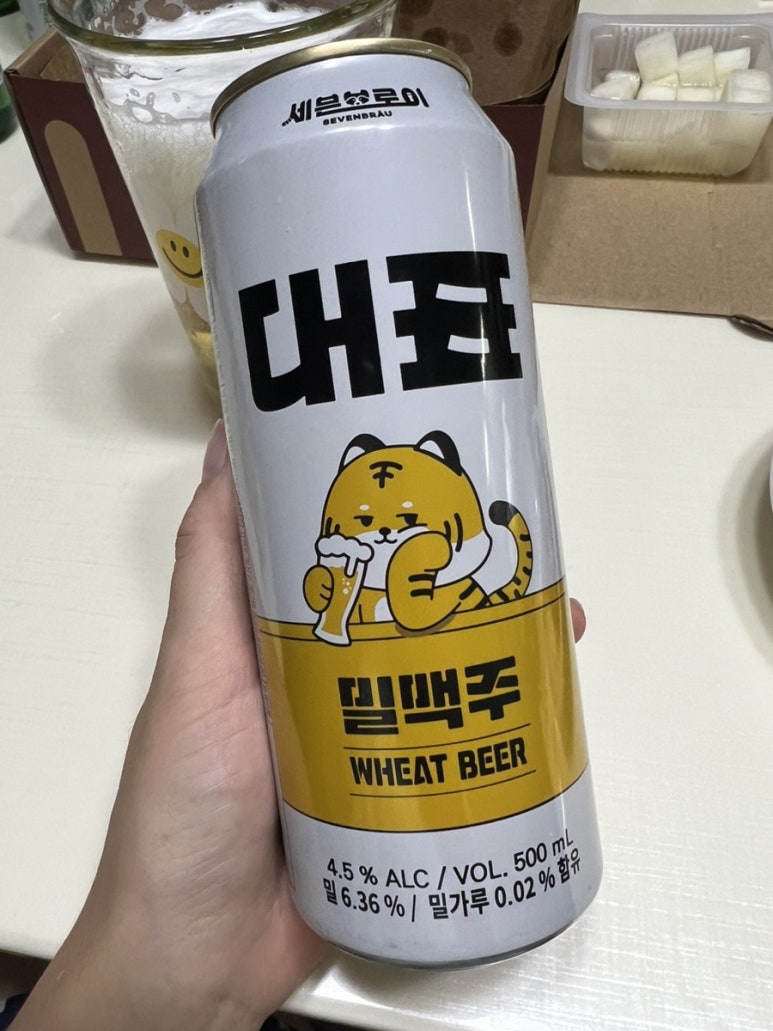 세븐브로이
SEVENBRÄU
대표
밀맥주
WHEAT BEER
4.5 % ALC / VOL. 500 mL
밀 6.36 % / 밀가루 0.02 % 함유